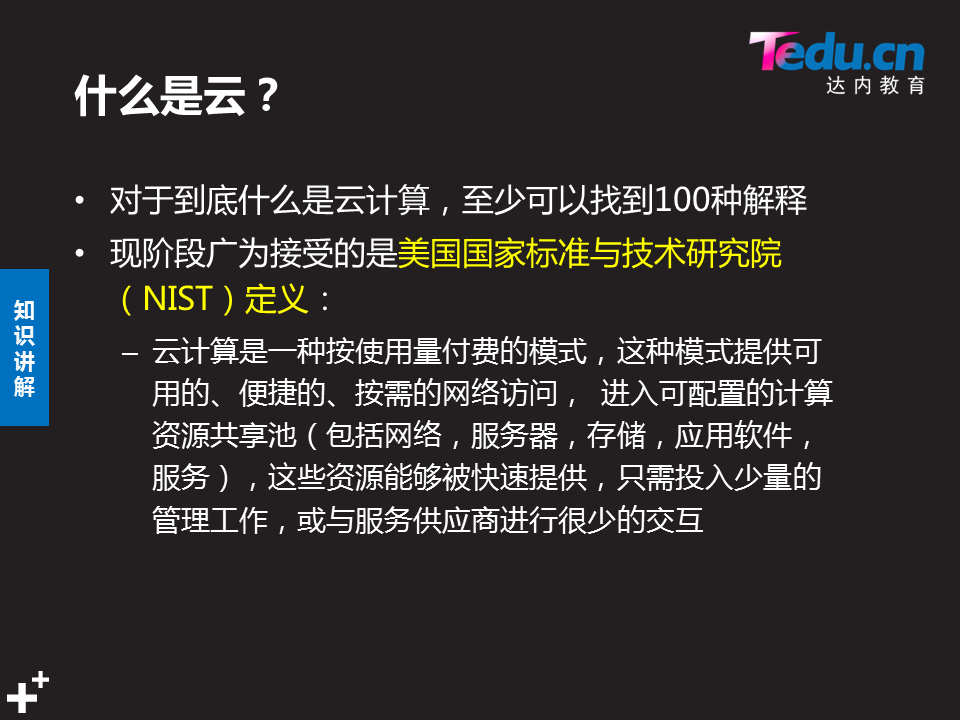 Tedu.cn
达内教育
什么是云？
• 对于到底什么是云计算，至少可以找到100种解释
• 现阶段广为接受的是美国国家标准与技术研究院
（NIST）定义：
– 云计算是一种按使用量付费的模式，这种模式提供可
用的、便捷的、按需的网络访问， 进入可配置的计算
资源共享池（包括网络，服务器，存储，应用软件，
服务），这些资源能够被快速提供，只需投入少量的
管理工作，或与服务供应商进行很少的交互
知识讲解